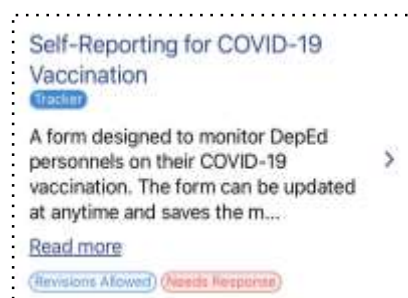 Self-Reporting for COVID-19
Vaccination
Tracker
A form designed to monitor DepEd
personnels on their COVID-19
vaccination. The form can be updated
at anytime and saves the m...
Read more
Revisions Allowed Needs Response